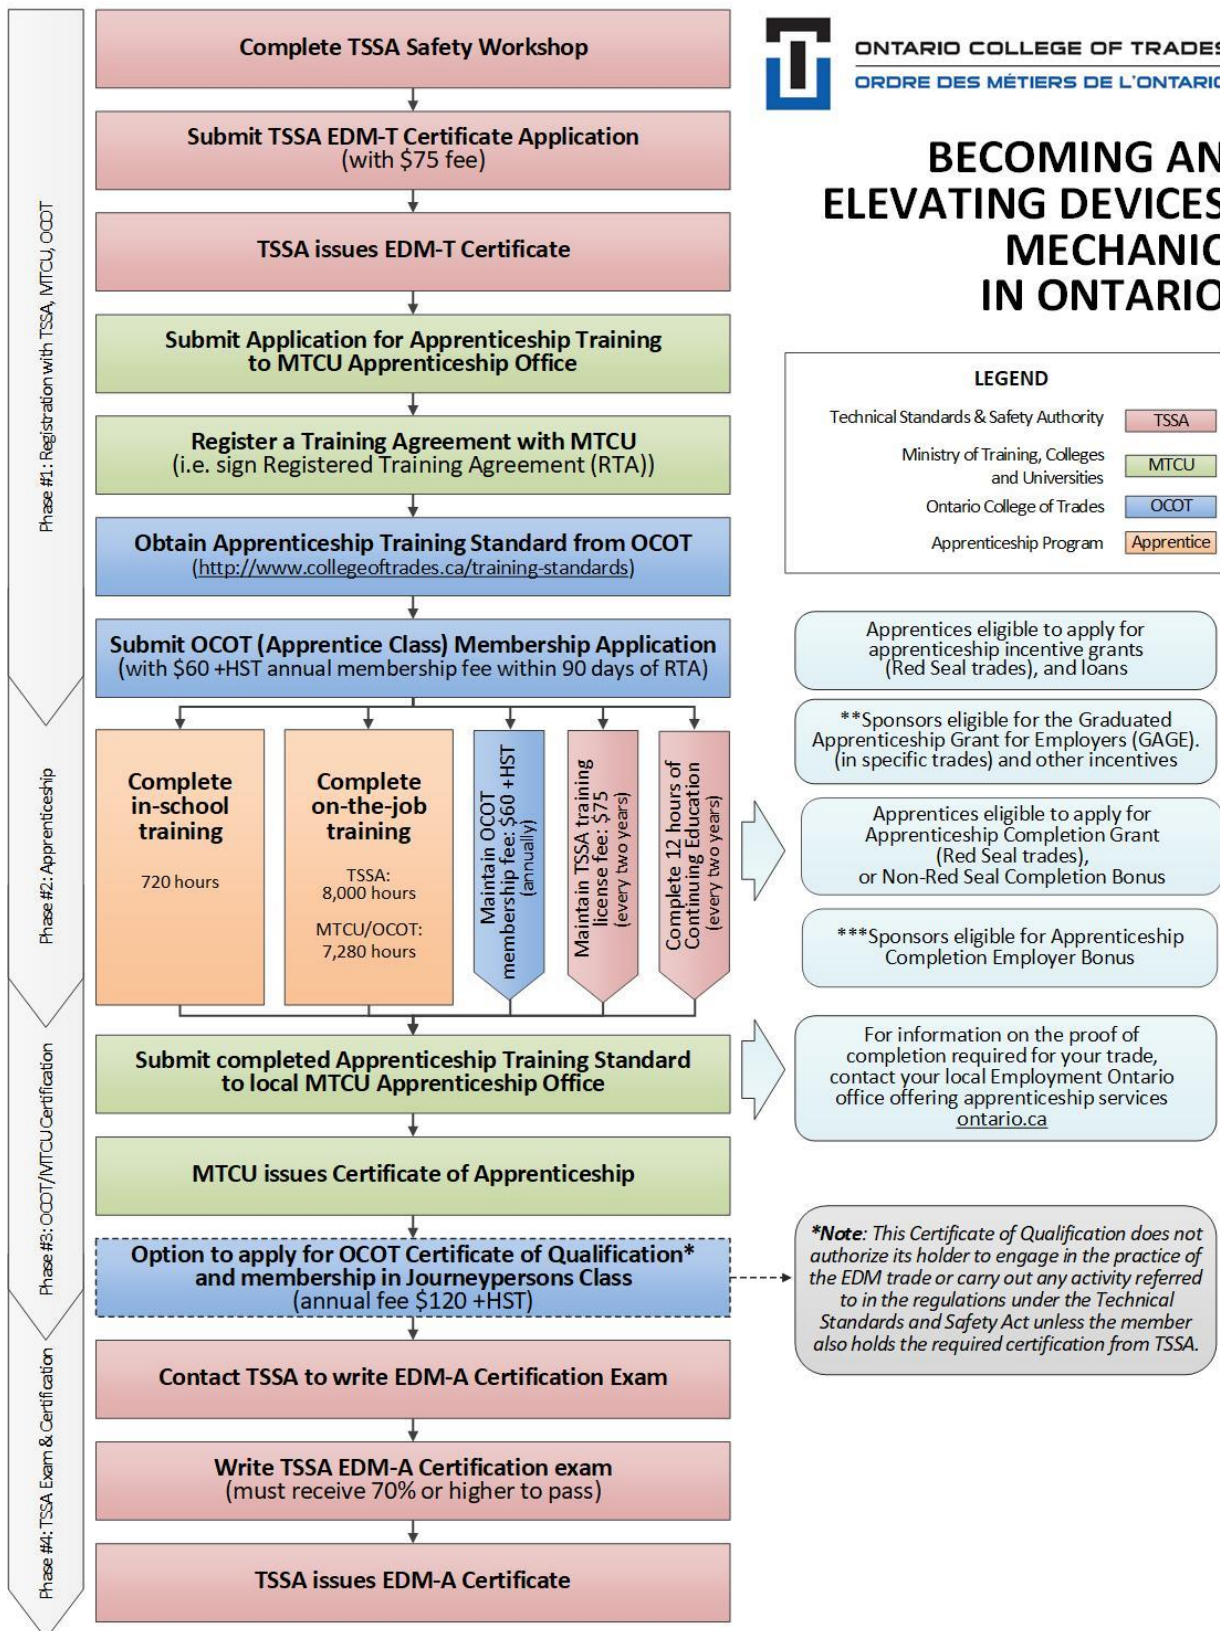 Complete TSSA Safety Workshop
Submit TSSA EDM-T Certificate Application
(with $75 fee)
TSSA issues EDM-T Certificate
Submit Application for Apprenticeship Training
to MTCU Apprenticeship Office
Register a Training Agreement with MTCU
(i.e. sign Registered Training Agreement (RTA))
Obtain Apprenticeship Training Standard from OCOT
(http://www.collegeoftrades.ca/training-standards)
Submit OCOT (Apprentice Class) Membership Application
(with $60 +HST annual membership fee within 90 days of RTA)
Phase #1: Registration with TSSA, MTCU, OCOT
ONTARIO COLLEGE OF TRADES
ORDRE DES MÉTIERS DE L'ONTARIO
BECOMING AN
ELEVATING DEVICES
MECHANIC
IN ONTARIO
LEGEND
Technical Standards & Safety Authority
TSSA
Ministry of Training, Colleges
and Universities
MTCU
Ontario College of Trades
OCOT
Apprenticeship Program
Apprentice
Phase #2: Apprenticeship
Complete
in-school
training
720 hours
Complete
on-the-job
training
TSSA:
8,000 hours
MTCU/OCOT:
7,280 hours
Maintain OCOT
membership fee: $60 +HST
(annually)
Maintain TSSA training
license fee: $75
(every two years)
Complete 12 hours of
Continuing Education
(every two years)
Apprentices eligible to apply for
apprenticeship incentive grants
(Red Seal trades), and loans
**Sponsors eligible for the Graduated
Apprenticeship Grant for Employers (GAGE).
(in specific trades) and other incentives
Apprentices eligible to apply for
Apprenticeship Completion Grant
(Red Seal trades),
or Non-Red Seal Completion Bonus
***Sponsors eligible for Apprenticeship
Completion Employer Bonus
Phase #3: OCOT/MTCU Certification
Submit completed Apprenticeship Training Standard
to local MTCU Apprenticeship Office
For information on the proof of
completion required for your trade,
contact your local Employment Ontario
office offering apprenticeship services
ontario.ca
MTCU issues Certificate of Apprenticeship
Option to apply for OCOT Certificate of Qualification*
and membership in Journeypersons Class
(annual fee $120 +HST)
*Note: This Certificate of Qualification does not
authorize its holder to engage in the practice of
the EDM trade or carry out any activity referred
to in the regulations under the Technical
Standards and Safety Act unless the member
also holds the required certification from TSSA.
Phase #4: TSSA Exam & Certification
Contact TSSA to write EDM-A Certification Exam
Write TSSA EDM-A Certification exam
(must receive 70% or higher to pass)
TSSA issues EDM-A Certificate